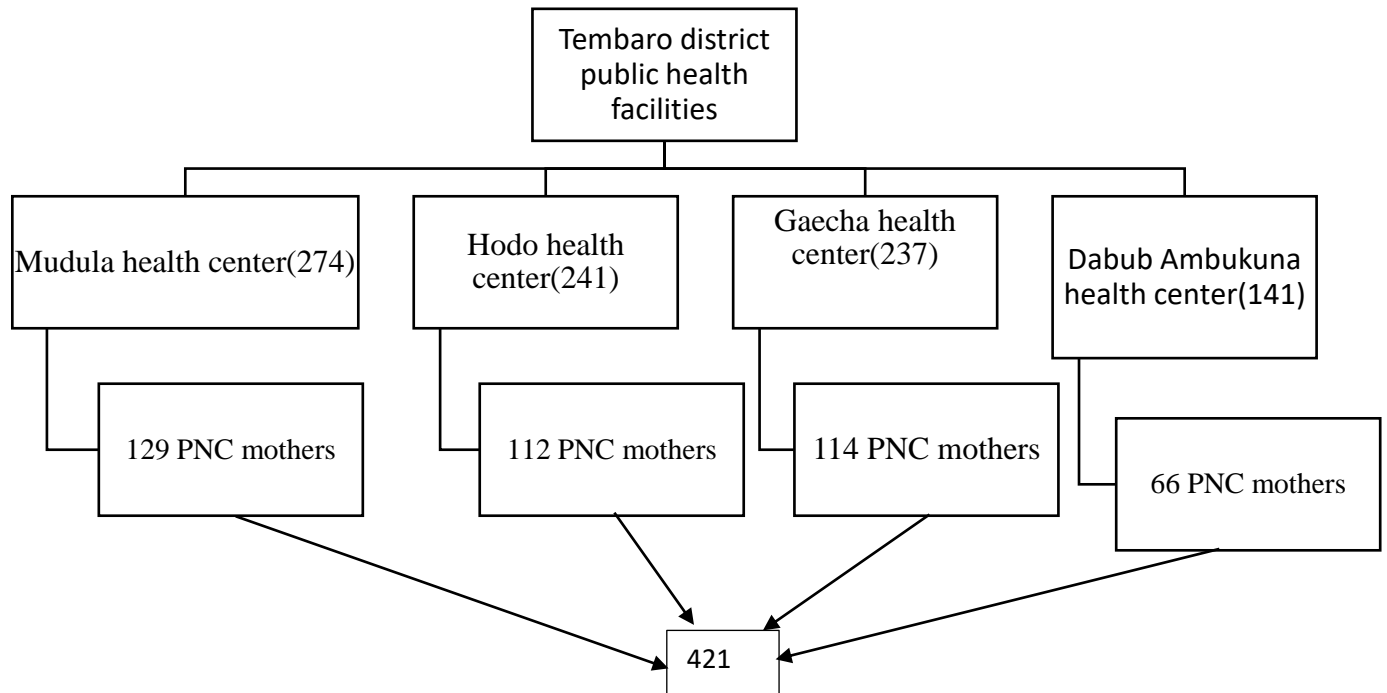 Tembaro district
public health
facilities
Mudula health center(274)
Hodo health
center(241)
Gaecha health
center(237)
Dabub Ambukuna
health center(141)
129 PNC mothers
112 PNC mothers
114 PNC mothers
66 PNC mothers
421